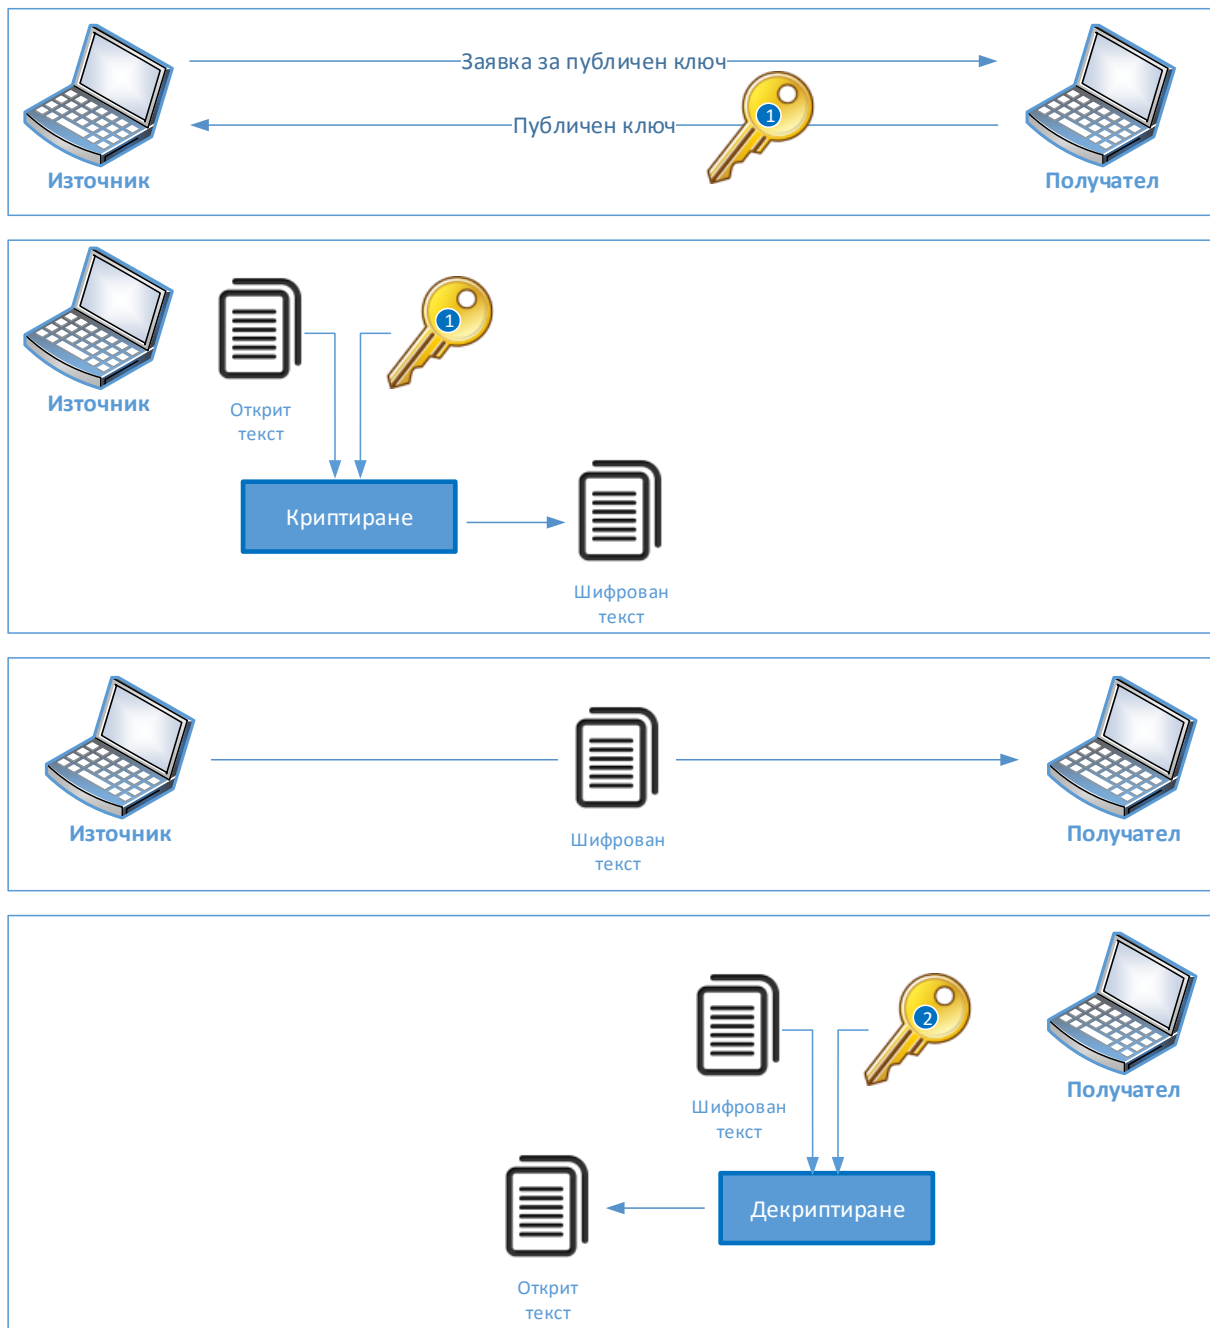 Заявка за публичен ключ
1
Публичен ключ
Източник
Получател
1
Източник
Открит
текст
Криптиране
Шифрован
текст
Източник
Шифрован
текст
Получател
2
Получател
Шифрован
текст
Декриптиране
Открит
текст